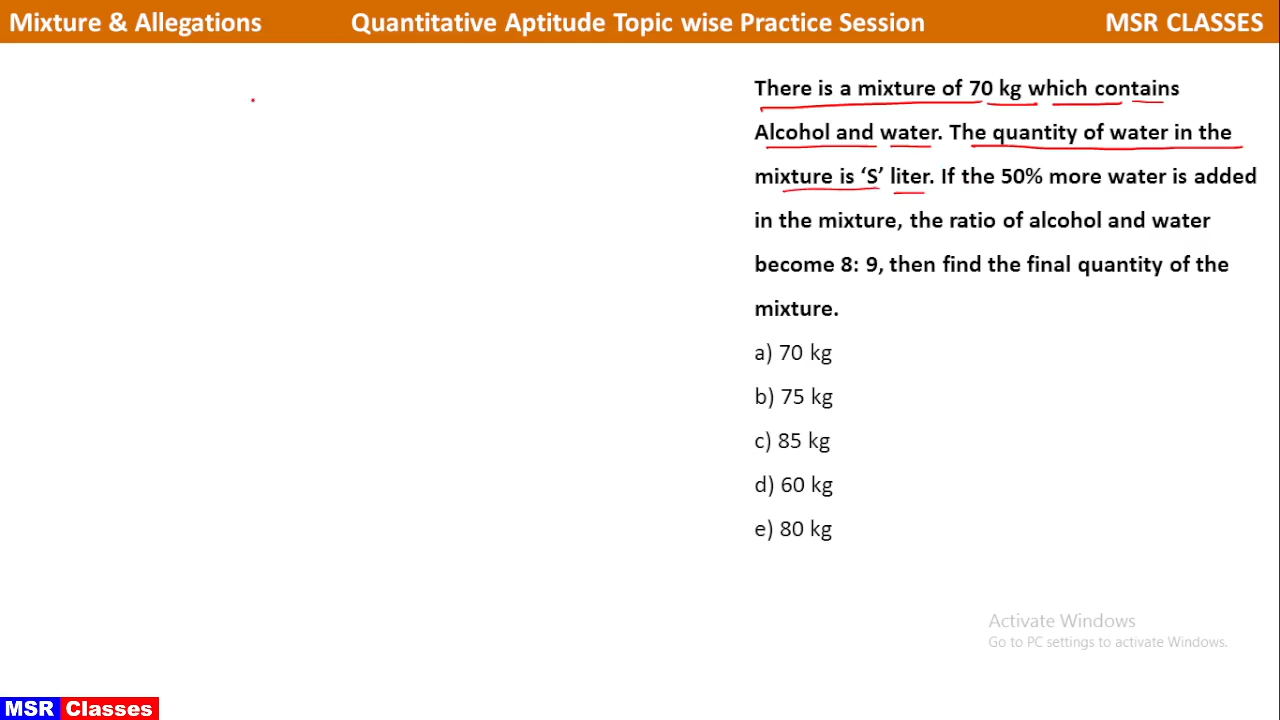 Mixture & Allegations Quantitative Aptitude Topic wise Practice Session MSR CLASSES
There is a mixture of 70 kg which contains
Alcohol and water. The quantity of water in the
mixture is ‘S’ liter. If the 50% more water is added
in the mixture, the ratio of alcohol and water
become 8: 9, then find the final quantity of the
mixture.
a) 70 kg
b) 75 kg
c) 85 kg
d) 60 kg
e) 80 kg
Activate Windows
Go to PC settings to activate Windows.
MSR Classes